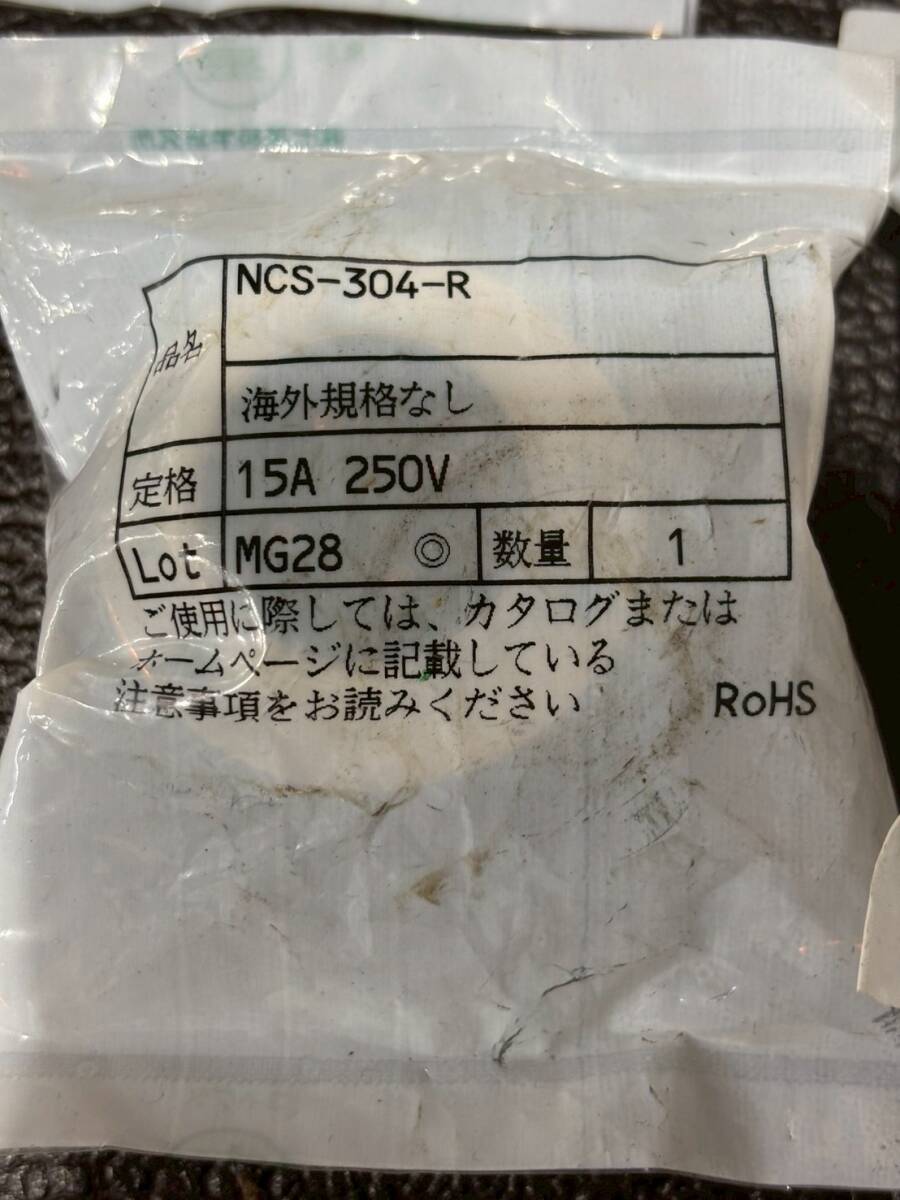 品名 NCS-304-R
海外規格なし
定格 15A 250V
Lot MG28 ◎ 数量 1
ご使用に際しては、カタログまたは
ホームページに記載している
注意事項をお読みください
RoHS